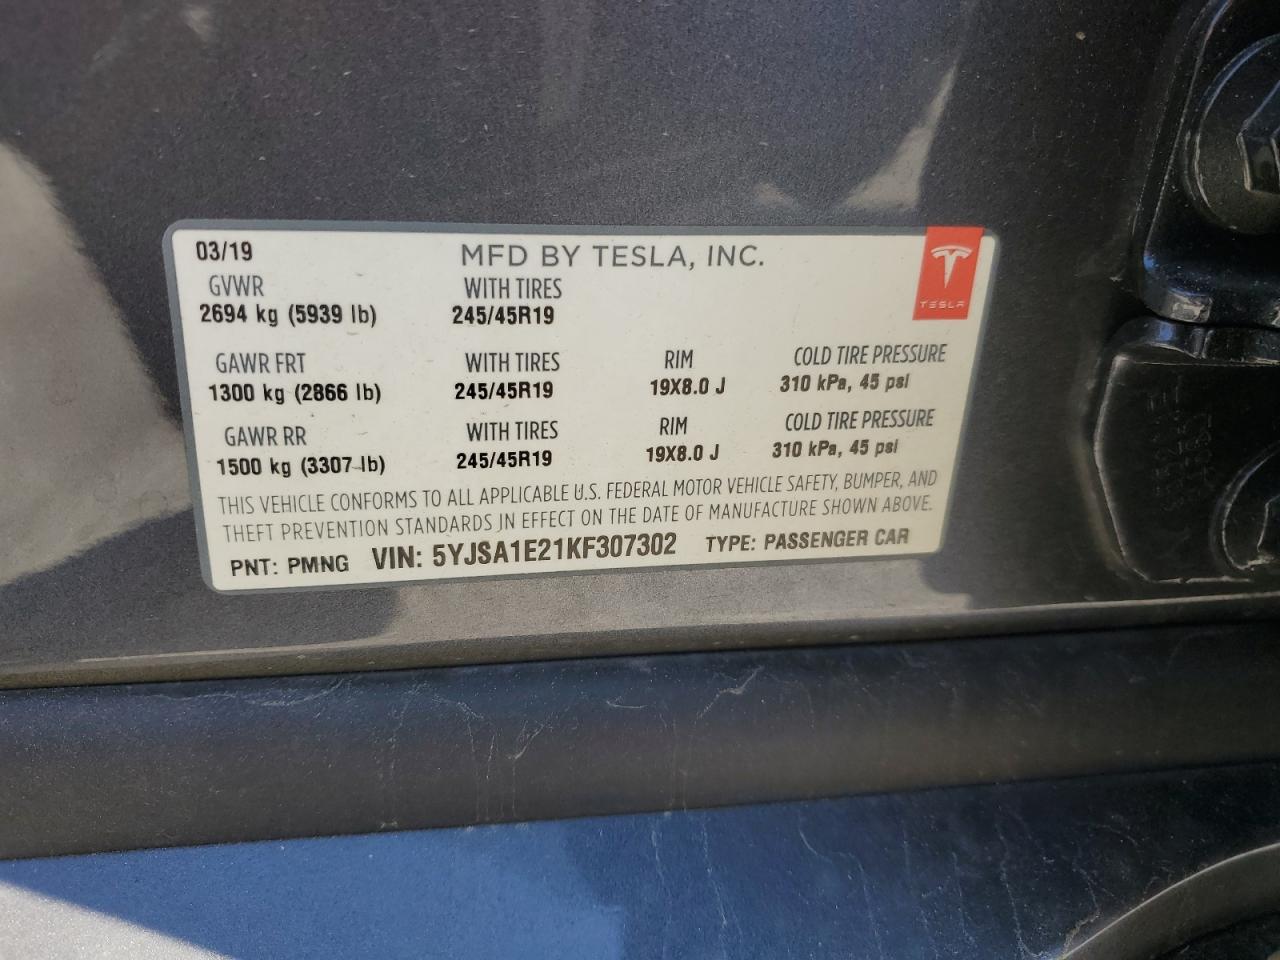 03/19 MFD BY TESLA, INC.
GVWR WITH TIRES
2694 kg (5939 lb) 245/45R19
TESLA
GAWR FRT WITH TIRES RIM COLD TIRE PRESSURE
1300 kg (2866 lb) 245/45R19 19X8.0 J 310 kPa, 45 psi
GAWR RR WITH TIRES RIM COLD TIRE PRESSURE
1500 kg (3307 lb) 245/45R19 19X8.0 J 310 kPa, 45 psi
THIS VEHICLE CONFORMS TO ALL APPLICABLE U.S. FEDERAL MOTOR VEHICLE SAFETY, BUMPER, AND
THEFT PREVENTION STANDARDS IN EFFECT ON THE DATE OF MANUFACTURE SHOWN ABOVE.
PNT: PMNG VIN: 5YJSA1E21KF307302 TYPE: PASSENGER CAR